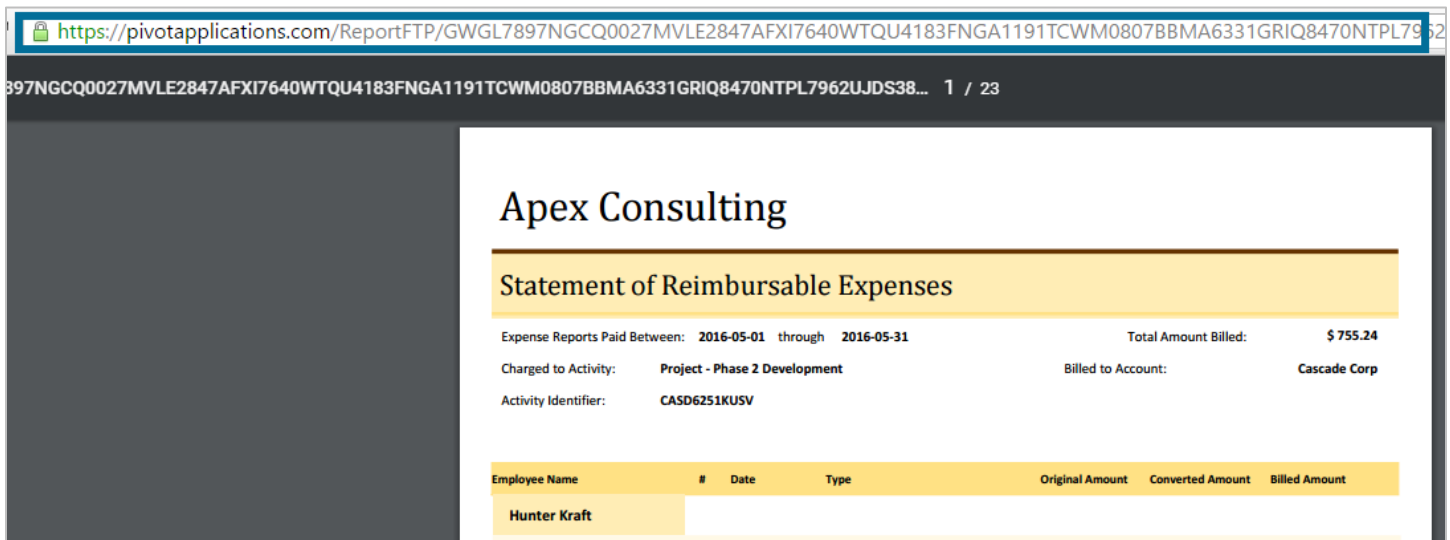 https://pivotapplications.com/ReportFTP/GWGL7897NGCQ0027MVLE2847AFXI7640WTQU4183FNGA1191TCWM0807BBMA6331GRIQ8470NTPL7962
397NGCQ0027MVLE2847AFXI7640WTQU4183FNGA1191TCWM0807BBMA6331GRIQ8470NTPL7962UJDS38... 1 / 23
Apex Consulting
Statement of Reimbursable Expenses
Expense Reports Paid Between: 2016-05-01 through 2016-05-31 Total Amount Billed: $ 755.24
Charged to Activity: Project - Phase 2 Development Billed to Account: Cascade Corp
Activity Identifier: CASD6251KUSV
Employee Name # Date Type Original Amount Converted Amount Billed Amount
Hunter Kraft